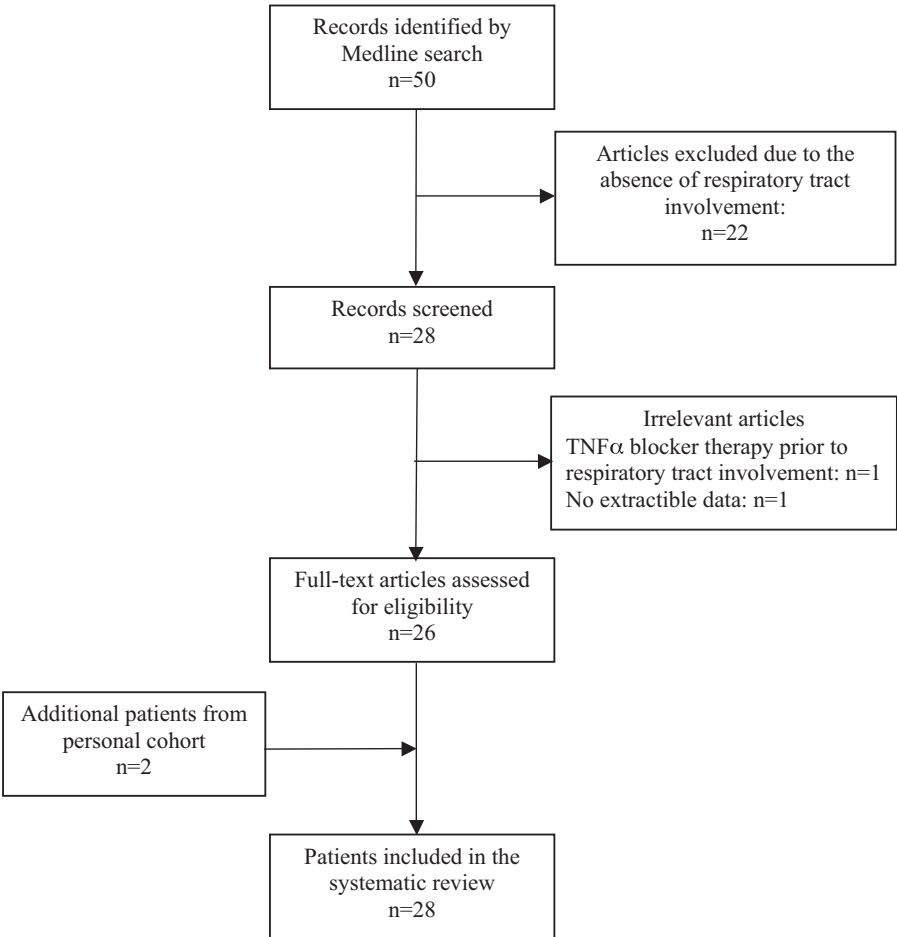 Records identified by
Medline search
n=50
Articles excluded due to the
absence of respiratory tract
involvement:
n=22
Records screened
n=28
Irrelevant articles
TNFα blocker therapy prior to
respiratory tract involvement: n=1
No extractible data: n=1
Full-text articles assessed
for eligibility
n=26
Additional patients from
personal cohort
n=2
Patients included in the
systematic review
n=28